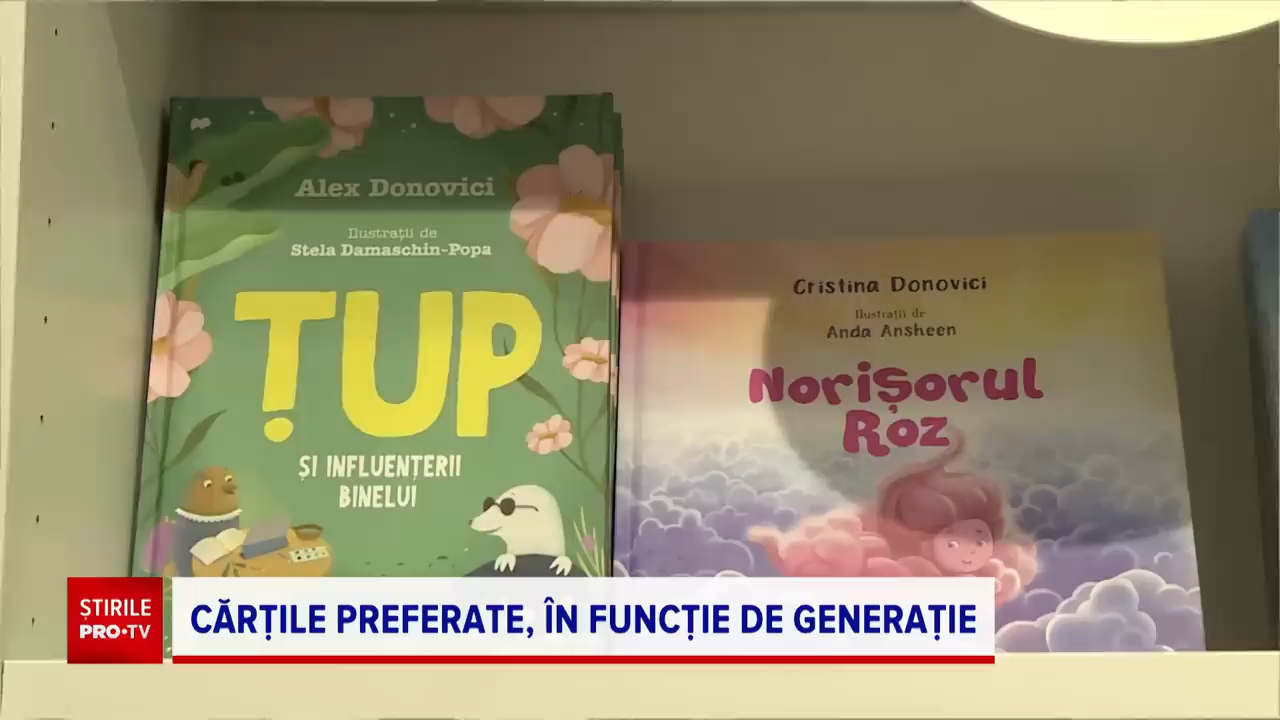 Alex Donovici
Ilustrații de
Stela Damaschin-Popa
ȚUP
ȘI INFLUENȚERII
BINELUI
Cristina Donovici
Ilustrații de
Anda Ansheen
Norișorul
Roz
ȘTIRILE
PRO•TV
CĂRȚILE PREFERATE, ÎN FUNCȚIE DE GENERAȚIE